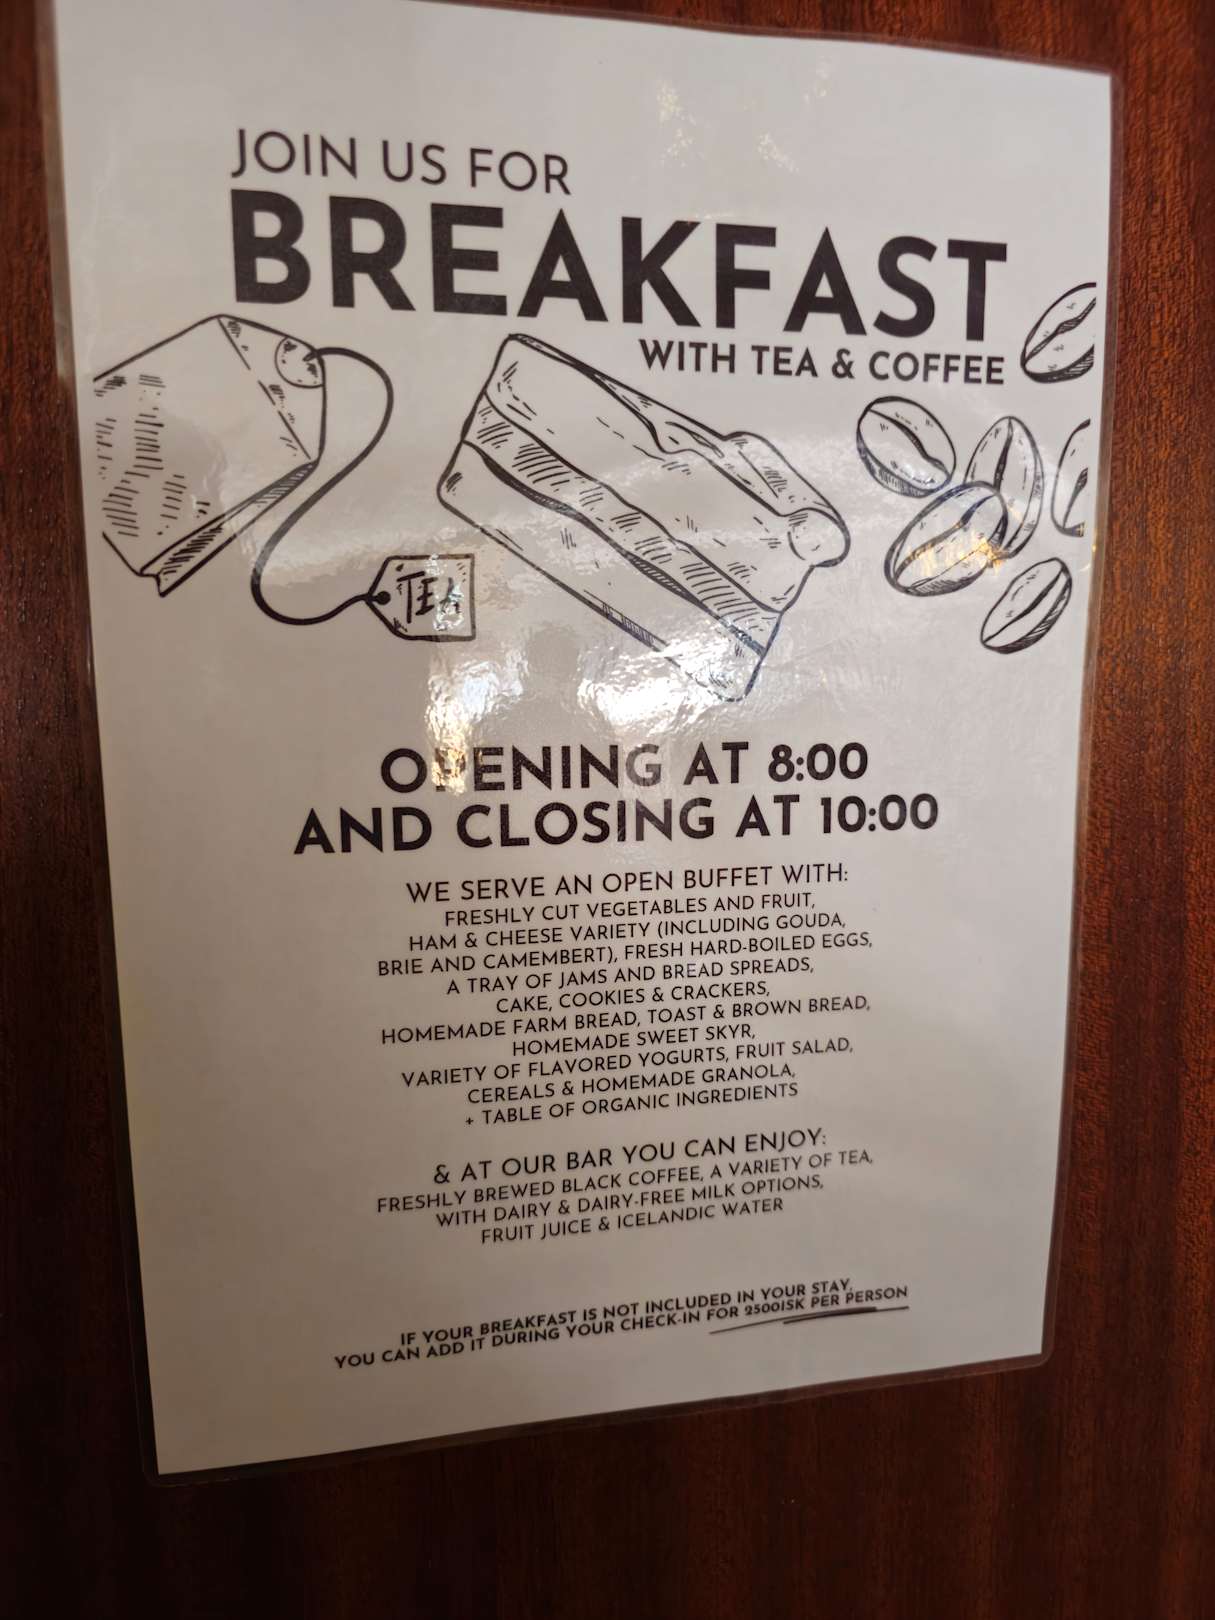 JOIN US FOR
BREAKFAST
WITH TEA & COFFEE
TEA
OPENING AT 8:00
AND CLOSING AT 10:00
WE SERVE AN OPEN BUFFET WITH:
FRESHLY CUT VEGETABLES AND FRUIT,
HAM & CHEESE VARIETY (INCLUDING GOUDA,
BRIE AND CAMEMBERT), FRESH HARD-BOILED EGGS,
A TRAY OF JAMS AND BREAD SPREADS,
CAKE, COOKIES & CRACKERS,
HOMEMADE FARM BREAD, TOAST & BROWN BREAD,
HOMEMADE SWEET SKYR,
VARIETY OF FLAVORED YOGURTS, FRUIT SALAD,
CEREALS & HOMEMADE GRANOLA,
+ TABLE OF ORGANIC INGREDIENTS
& AT OUR BAR YOU CAN ENJOY:
FRESHLY BREWED BLACK COFFEE, A VARIETY OF TEA,
WITH DAIRY & DAIRY-FREE MILK OPTIONS,
FRUIT JUICE & ICELANDIC WATER
IF YOUR BREAKFAST IS NOT INCLUDED IN YOUR STAY,
YOU CAN ADD IT DURING YOUR CHECK-IN FOR 2500ISK PER PERSON